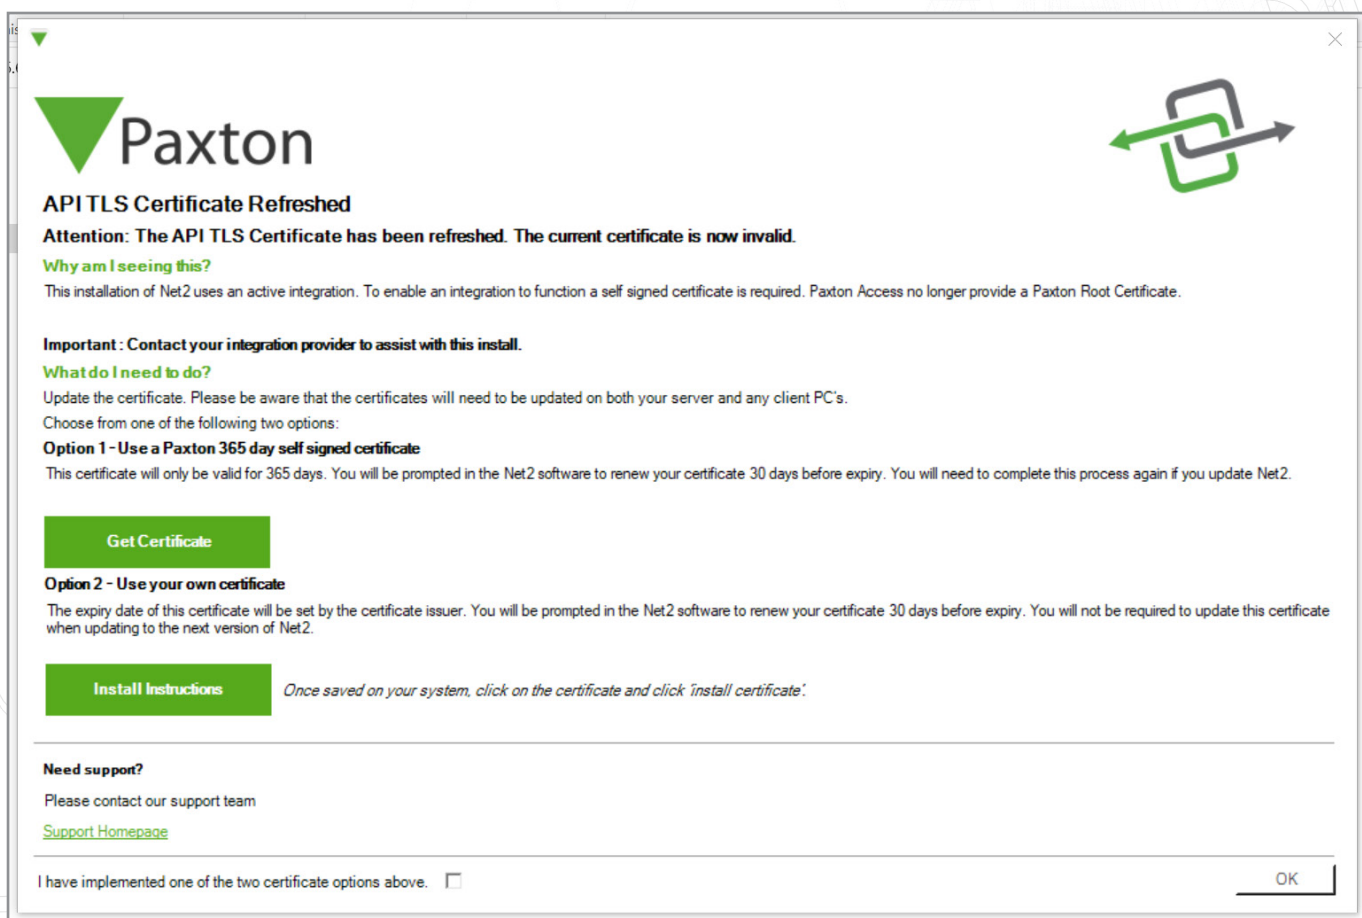 Paxton
API TLS Certificate Refreshed
Attention: The API TLS Certificate has been refreshed. The current certificate is now invalid.
Why am I seeing this?
This installation of Net2 uses an active integration. To enable an integration to function a self signed certificate is required. Paxton Access no longer provide a Paxton Root Certificate.
Important : Contact your integration provider to assist with this install.
What do I need to do?
Update the certificate. Please be aware that the certificates will need to be updated on both your server and any client PC's.
Choose from one of the following two options:
Option 1 - Use a Paxton 365 day self signed certificate
This certificate will only be valid for 365 days. You will be prompted in the Net2 software to renew your certificate 30 days before expiry. You will need to complete this process again if you update Net2.
Get Certificate
Option 2 - Use your own certificate
The expiry date of this certificate will be set by the certificate issuer. You will be prompted in the Net2 software to renew your certificate 30 days before expiry. You will not be required to update this certificate
when updating to the next version of Net2.
Install Instructions
Once saved on your system, click on the certificate and click 'install certificate'.
Need support?
Please contact our support team
Support Homepage
I have implemented one of the two certificate options above.
OK